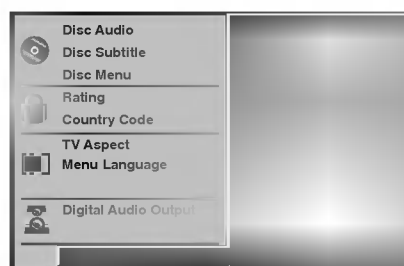 Disc Audio
Disc Subtitle
Disc Menu
Rating
Country Code
TV Aspect
Menu Language
Digital Audio Output